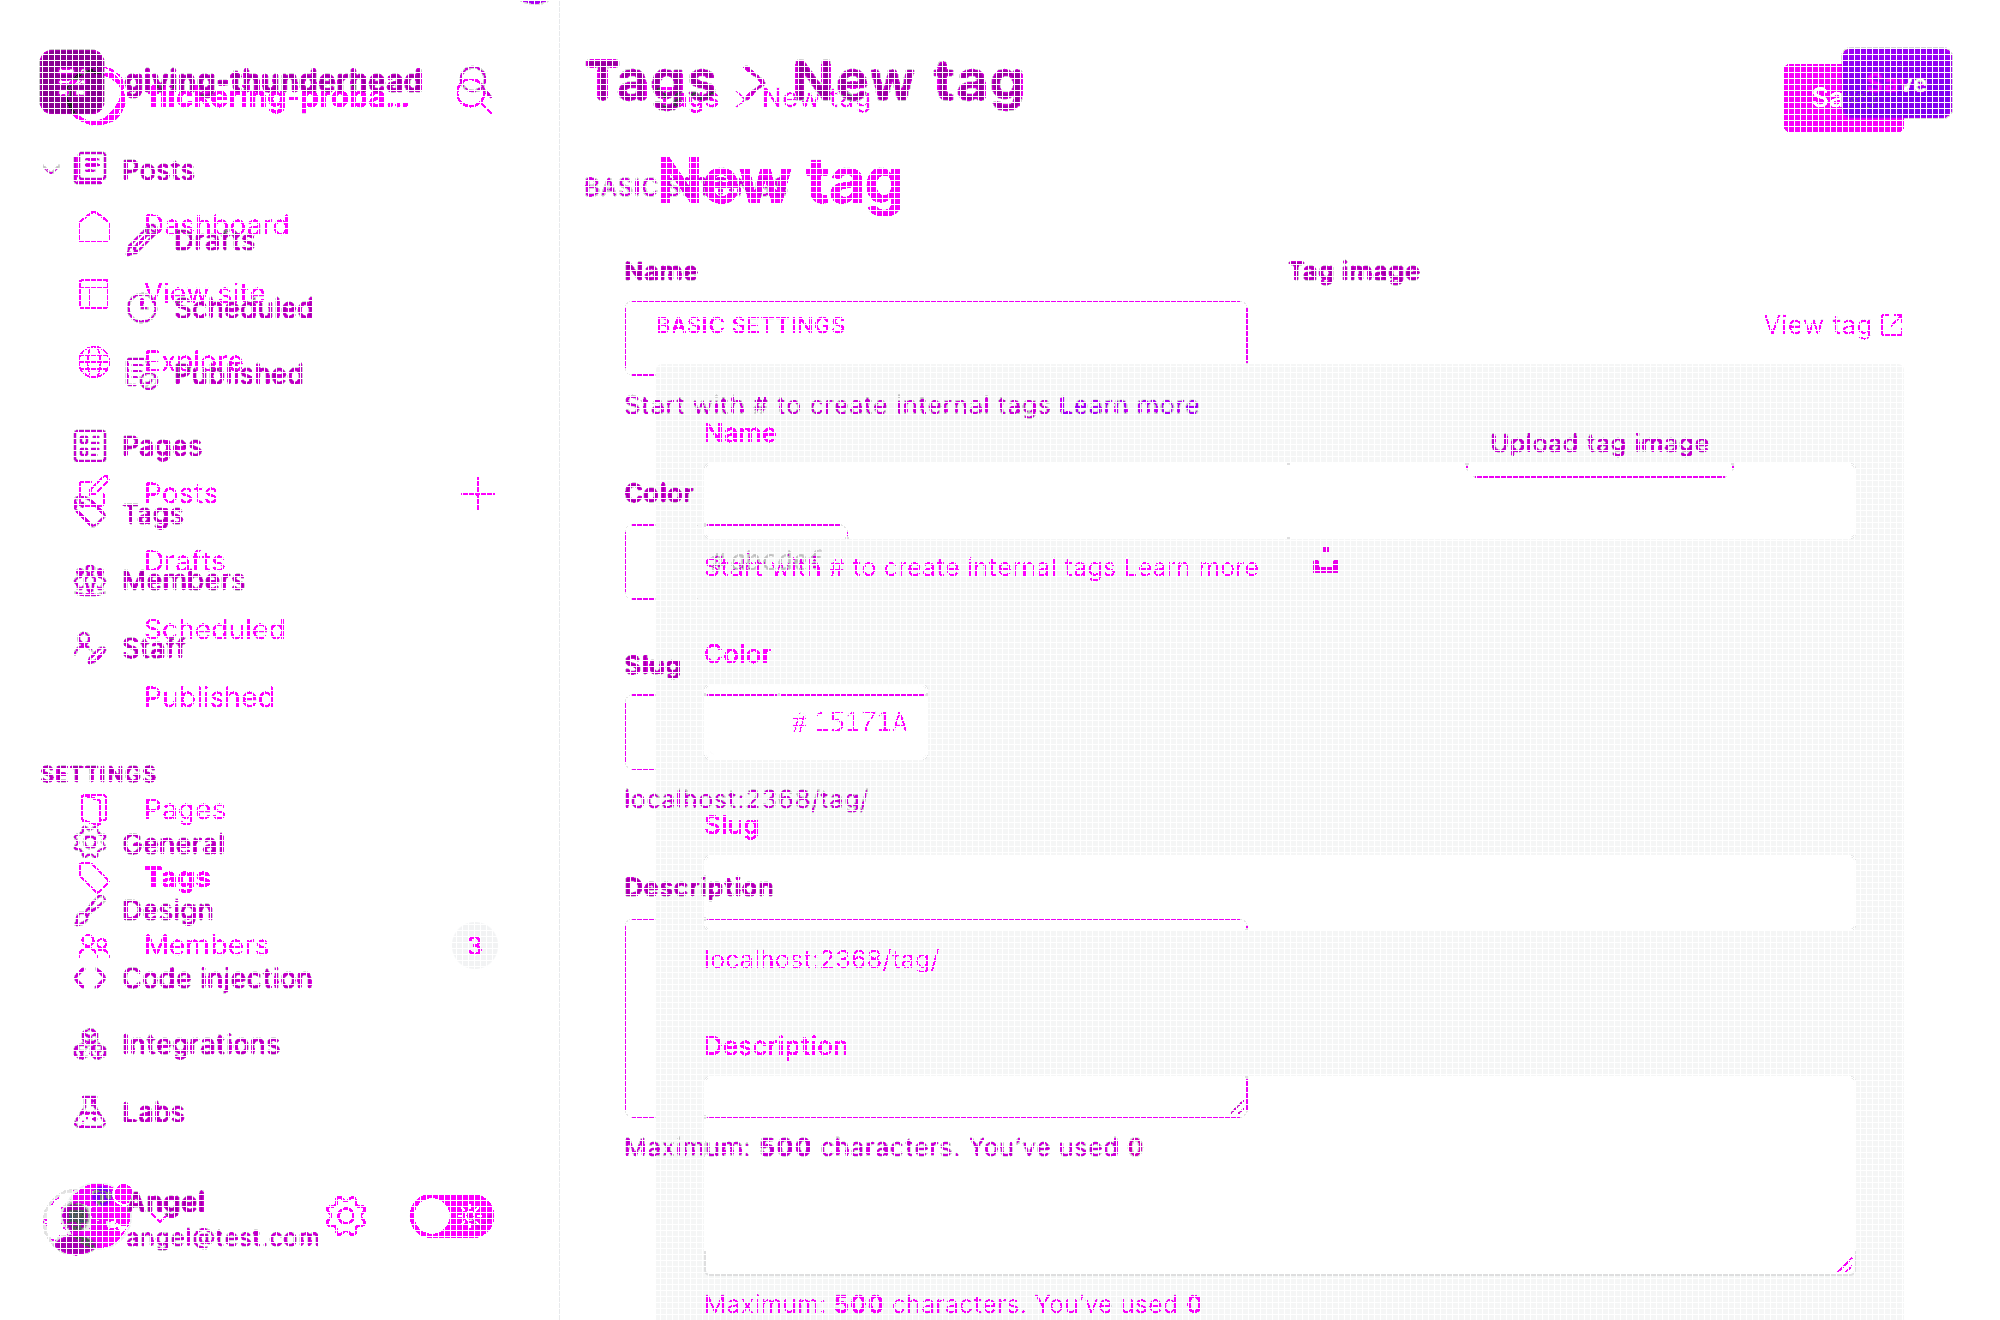 giving-thunderhead
Tags > New tag
Tags > New tag
Posts
BASIC
New tag
Dashboard
Drafts
Name
Tag image
View site
Scheduled
BASIC SETTINGS
View tag
Explore
Published
Start with # to create internal tags Learn more
Name
Upload tag image
Pages
Posts
Color
Tags
Drafts
Start with # to create internal tags Learn more
Members
Scheduled
Color
Staff
Slug
Published
# 15171A
SETTINGS
localhost:2368/tag/
Pages
Slug
General
Tags
Description
Design
Members
3
localhost:2368/tag/
Code injection
Integrations
Description
Labs
Maximum: 500 characters. You've used 0
Angel
angel@test.com
Maximum: 500 characters. You've used 0